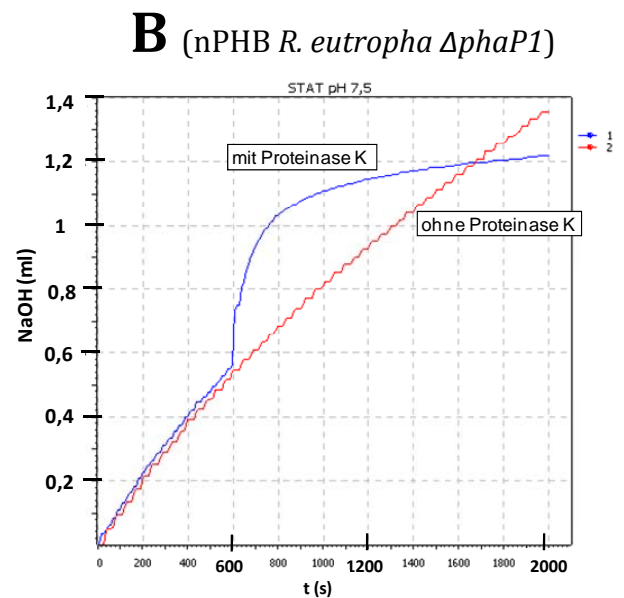 B (nPHB R. eutropha ΔphaP1)
STAT pH 7,5
1,4
1,2
1
0,8
0,6
0,4
0,2
NaOH (ml)
mit Proteinase K
ohne Proteinase K
1
2
0 200 400 600 800 1000 1200 1400 1600 1800 2000
t (s)